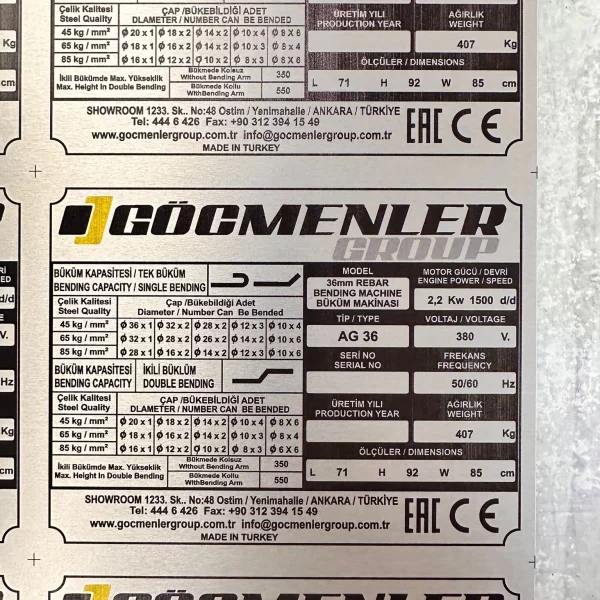 Çelik Kalitesi
Steel Quality
ÇAP /BÜKEBİLDİĞİ ADET
DLAMETER / NUMBER CAN BE BENDED
45 kg / mm² ϕ 20 x 1 ϕ 18 x 2 ϕ 14 x 2 ϕ 10 x 4 ϕ 8 X 6
65 kg / mm² ϕ 18 x 1 ϕ 16 x 2 ϕ 14 x 2 ϕ 10 x 3 ϕ 8 x 4
85 kg / mm² ϕ 16 x 1 ϕ 12 x 2 ϕ 10 x 2 ϕ 8 x 3 ϕ 8 X 6
İkili Bükümde Max. Yükseklik
Max. Height In Double Bending
Bükmede Kolsuz
Without Bending Arm 350
Bükmede Kollu
WithBending Arm 550
ÜRETİM YILI
PRODUCTION YEAR
AĞIRLIK
WEIGHT
407 Kg
ÖLÇÜLER / DIMENSIONS
L 71 H 92 W 85 cm
SHOWROOM 1233. Sk.. No:48 Ostim / Yenimahalle / ANKARA / TÜRKİYE
Tel: 444 6 426 Fax: +90 312 394 15 49
www.gocmenlergroup.com.tr info@gocmenlergroup.com.tr
MADE IN TURKEY
EAC CE
GÖÇMENLER
GROUP
BÜKÜM KAPASİTESİ / TEK BÜKÜM
BENDING CAPACITY / SINGLE BENDING
Çelik Kalitesi
Steel Quality
Çap /Bükebildiği Adet
Diameter / Number Can Be Bended
45 kg / mm² ϕ 36 x 1 ϕ 32 x 2 ϕ 28 x 2 ϕ 12 x 3 ϕ 10 x 4
65 kg / mm² ϕ 32 x 1 ϕ 28 x 2 ϕ 26 x 2 ϕ 14 x 2 ϕ 10 x 3
85 kg / mm² ϕ 28 x 1 ϕ 16 x 2 ϕ 14 x 2 ϕ 12 x 2 ϕ 10 x 3
BÜKÜM KAPASİTESİ İKİLİ BÜKLÜM
BENDING CAPACITY DOUBLE BENDING
Çelik Kalitesi
Steel Quality
ÇAP /BÜKEBİLDİĞİ ADET
DLAMETER / NUMBER CAN BE BENDED
45 kg / mm² ϕ 20 x 1 ϕ 18 x 2 ϕ 14 x 2 ϕ 10 x 4 ϕ 8 X 6
65 kg / mm² ϕ 18 x 1 ϕ 16 x 2 ϕ 14 x 2 ϕ 10 x 3 ϕ 8 x 4
85 kg / mm² ϕ 16 x 1 ϕ 12 x 2 ϕ 10 x 2 ϕ 8 x 3 ϕ 8 X 6
İkili Bükümde Max. Yükseklik
Max. Height In Double Bending
Bükmede Kolsuz
Without Bending Arm 350
Bükmede Kollu
WithBending Arm 550
MODEL
36mm REBAR
BENDING MACHINE
BÜKÜM MAKİNASI
MOTOR GÜCÜ / DEVRİ
ENGINE POWER / SPEED
2,2 Kw 1500 d/d
TİP / TYPE
AG 36
VOLTAJ / VOLTAGE
380 V.
SERİ NO
SERIAL NO
FREKANS
FREQUENCY
50/60 Hz
ÜRETİM YILI
PRODUCTION YEAR
AĞIRLIK
WEIGHT
407 Kg
ÖLÇÜLER / DIMENSIONS
L 71 H 92 W 85 cm
SHOWROOM 1233. Sk.. No:48 Ostim / Yenimahalle / ANKARA / TÜRKİYE
Tel: 444 6 426 Fax: +90 312 394 15 49
www.gocmenlergroup.com.tr info@gocmenlergroup.com.tr
MADE IN TURKEY
EAC CE
Kg
cm
d/d
V.
Hz
Kg
cm